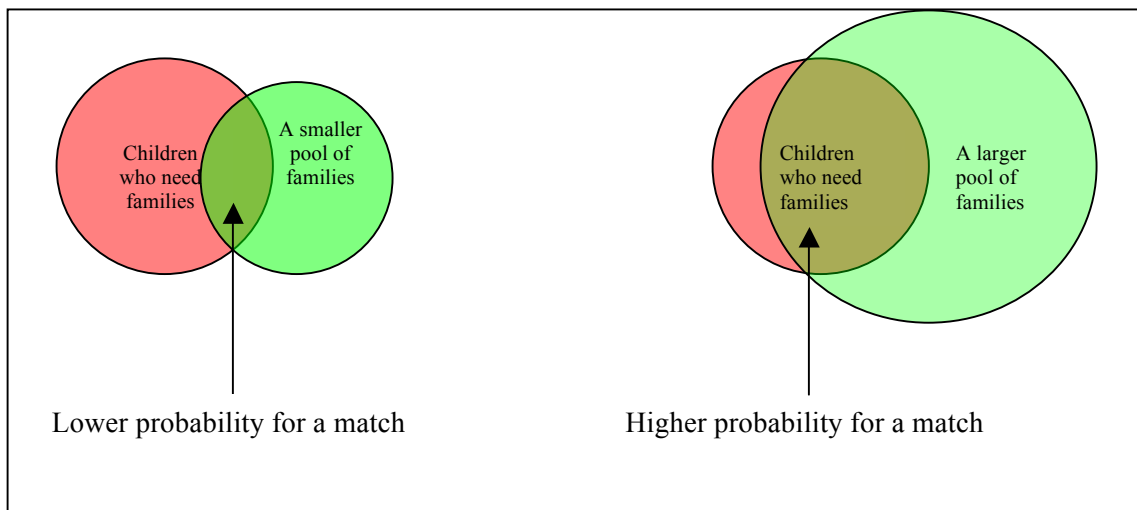 Children
who need
families
A smaller
pool of
families
Lower probability for a match
Children
who need
families
A larger
pool of
families
Higher probability for a match